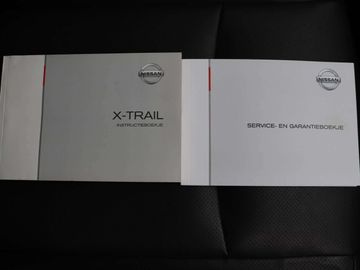 NISSAN
X-TRAIL
INSTRUCTIEBOEKJE
NISSAN
SERVICE- EN GARANTIEBOEKJE